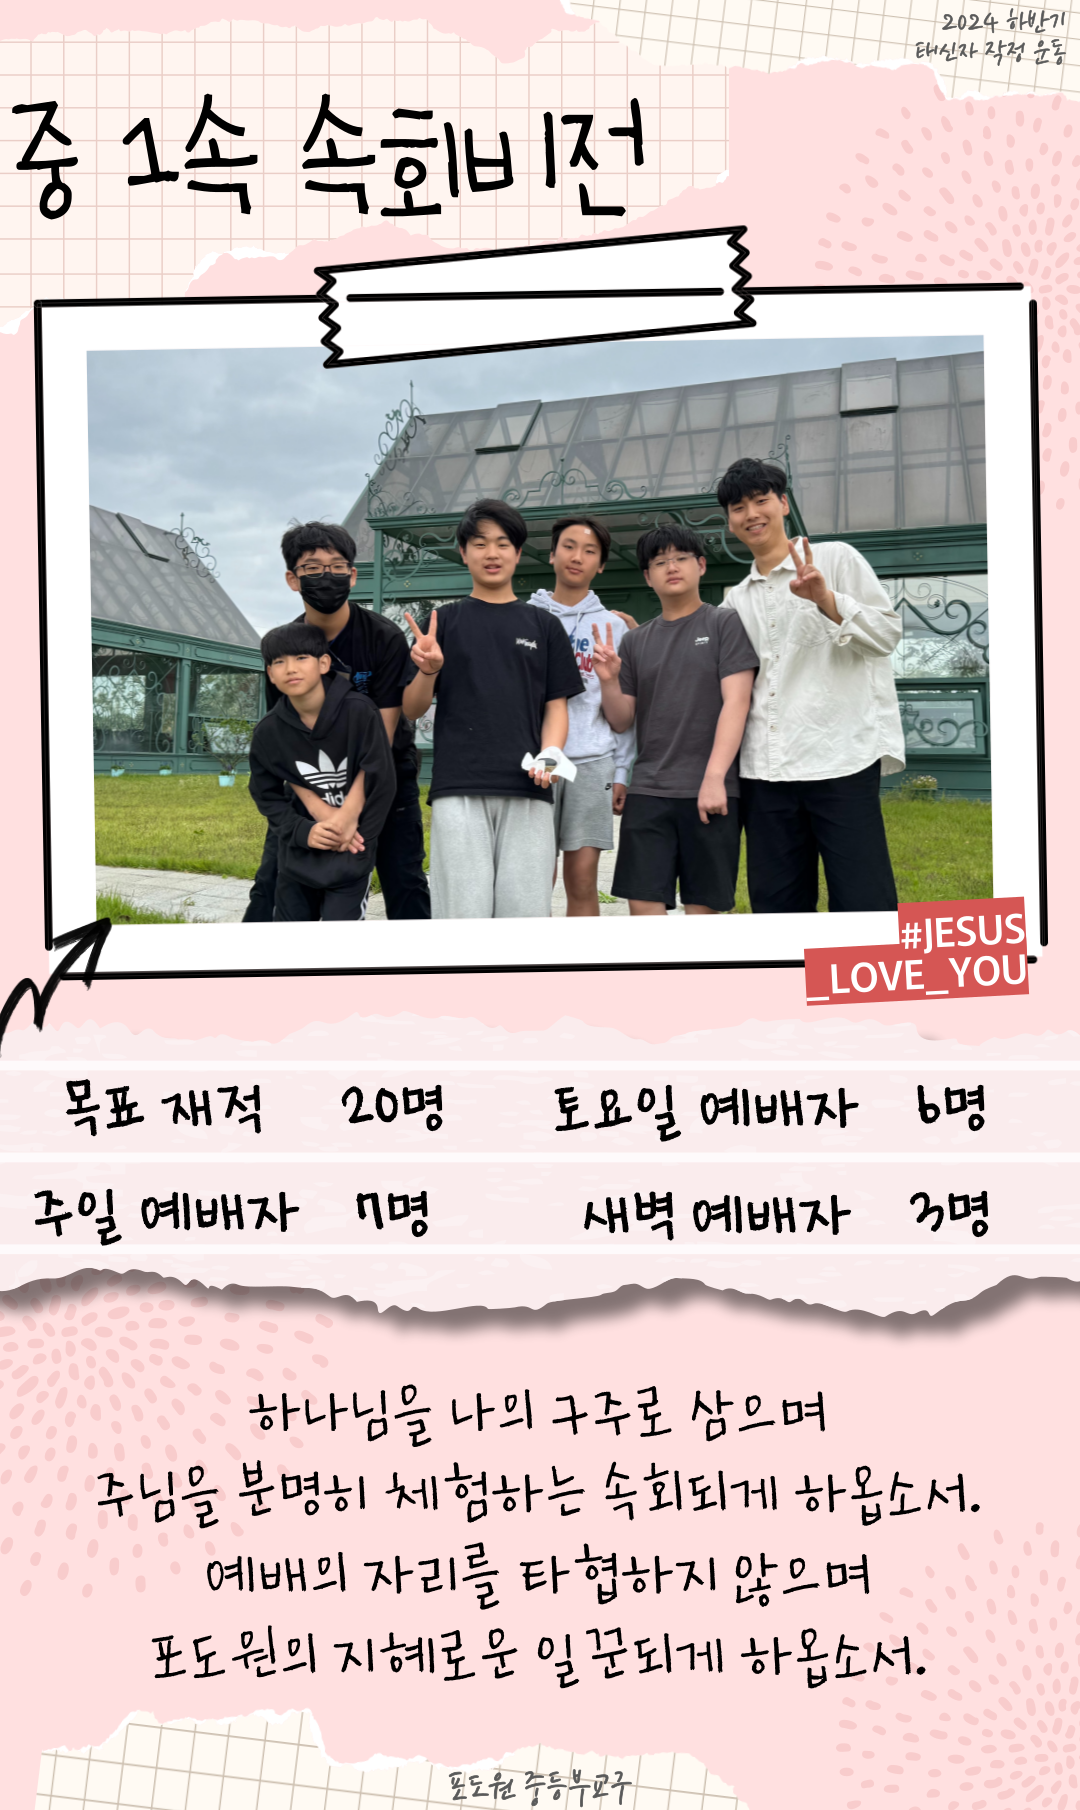 2024 하반기
태신자 작정 운동
중 1속 속회비전
adidas
Jeep
#JESUS
_LOVE_YOU
목표 재적 20명 토요일 예배자 6명
주일 예배자 7명 새벽 예배자 3명
하나님을 나의 구주로 삼으며
주님을 분명히 체험하는 속회되게 하옵소서.
예배의 자리를 타협하지 않으며
포도원의 지혜로운 일꾼되게 하옵소서.
포도원 중등부교구